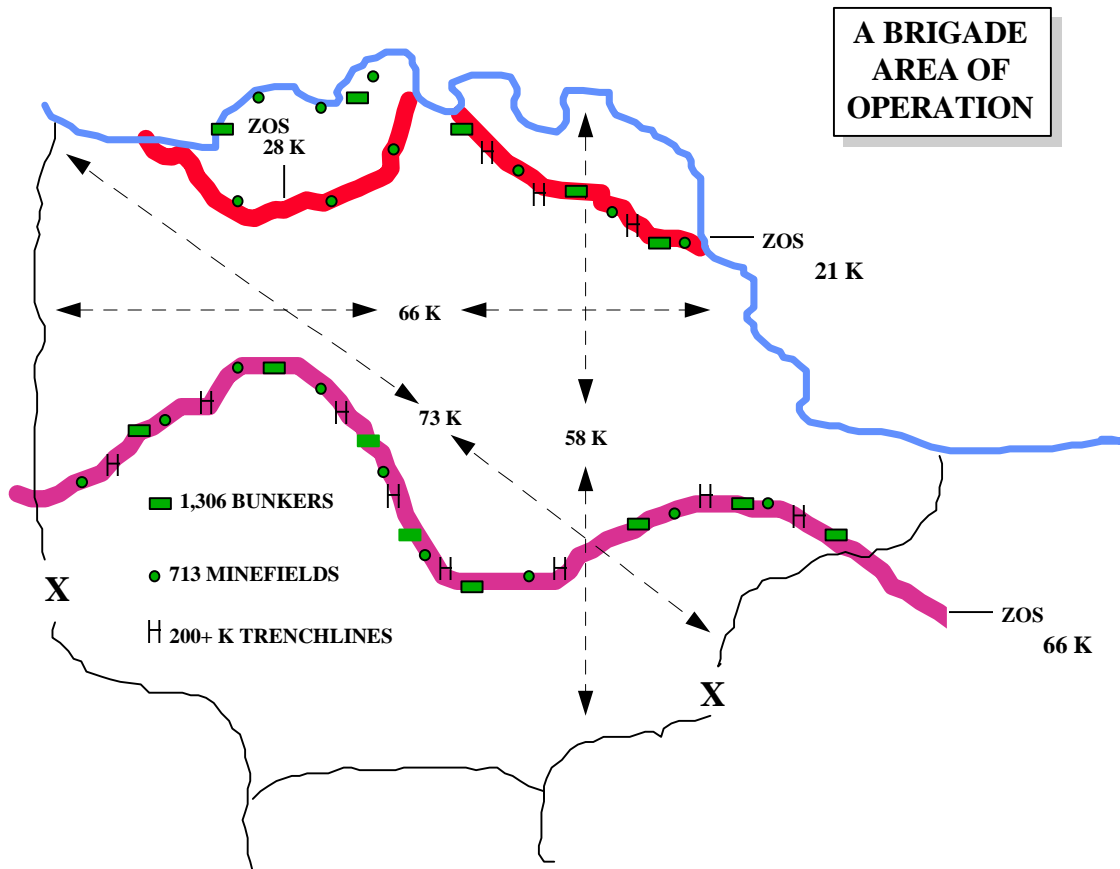 A BRIGADE
AREA OF
OPERATION
ZOS
28 K
ZOS
21 K
66 K
73 K
58 K
1,306 BUNKERS
713 MINEFIELDS
X
H 200+ K TRENCHLINES
ZOS
66 K
X